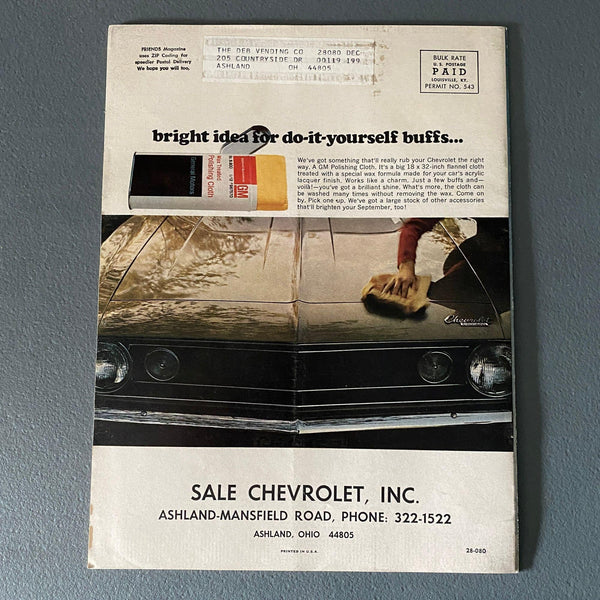 FRIENDS Magazine
uses ZIP Coding for
speedier Postal Delivery
We hope you will, too.
THE DEB VENDING CO 28080 DEC
205 COUNTRYSIDE DR 00119 199
ASHLAND OH 44805
BULK RATE
U.S. POSTAGE
PAID
LOUISVILLE, KY.
PERMIT NO. 543
bright idea for do-it-yourself buffs...
We've got something that'll really rub your Chevrolet the right
way. A GM Polishing Cloth. It's a big 18 x 32-inch flannel cloth
treated with a special wax formula made for your car's acrylic
lacquer finish. Works like a charm. Just a few buffs and—
voila!—you've got a brilliant shine. What's more, the cloth can
be washed many times without removing the wax. Come on
by. Pick one up. We've got a large stock of other accessories
that'll brighten your September, too!
General Motors
Wax Treated
Polishing Cloth
GM
Chevrolet
SALE CHEVROLET, INC.
ASHLAND-MANSFIELD ROAD, PHONE: 322-1522
ASHLAND, OHIO 44805
PRINTED IN U.S.A.
28-080